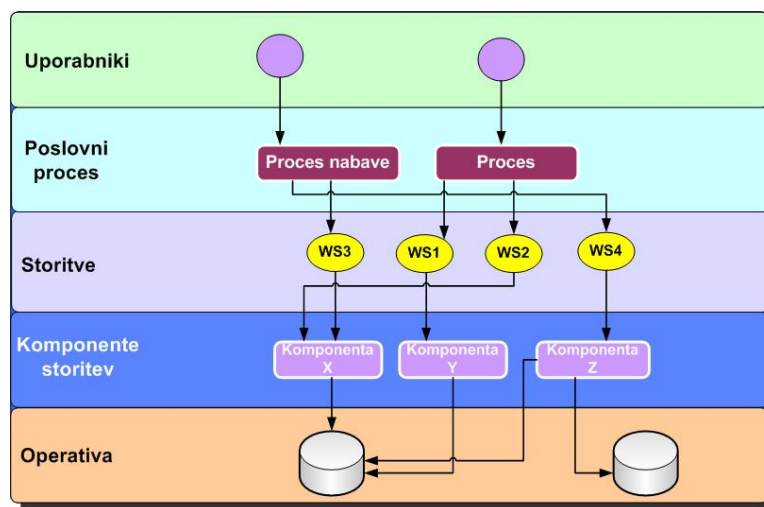 Uporabniki
Poslovni
proces
Proces nabave
Proces
Storitve
WS3
WS1
WS2
WS4
Komponente
storitev
Komponenta
X
Komponenta
Y
Komponenta
Z
Operativa